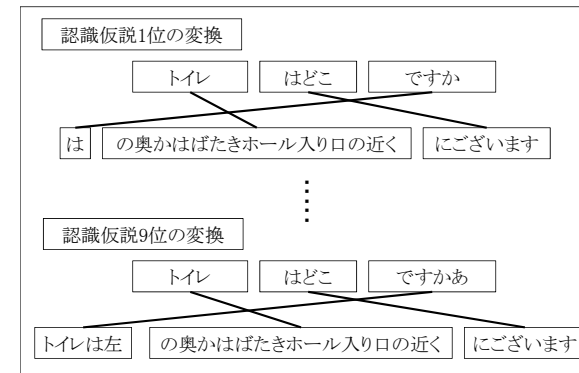 認識仮説1位の変換
トイレ はどこ ですか
は の奥かはばたきホール入り口の近く にございます
認識仮説9位の変換
トイレ はどこ ですかあ
トイレは左 の奥かはばたきホール入り口の近く にございます